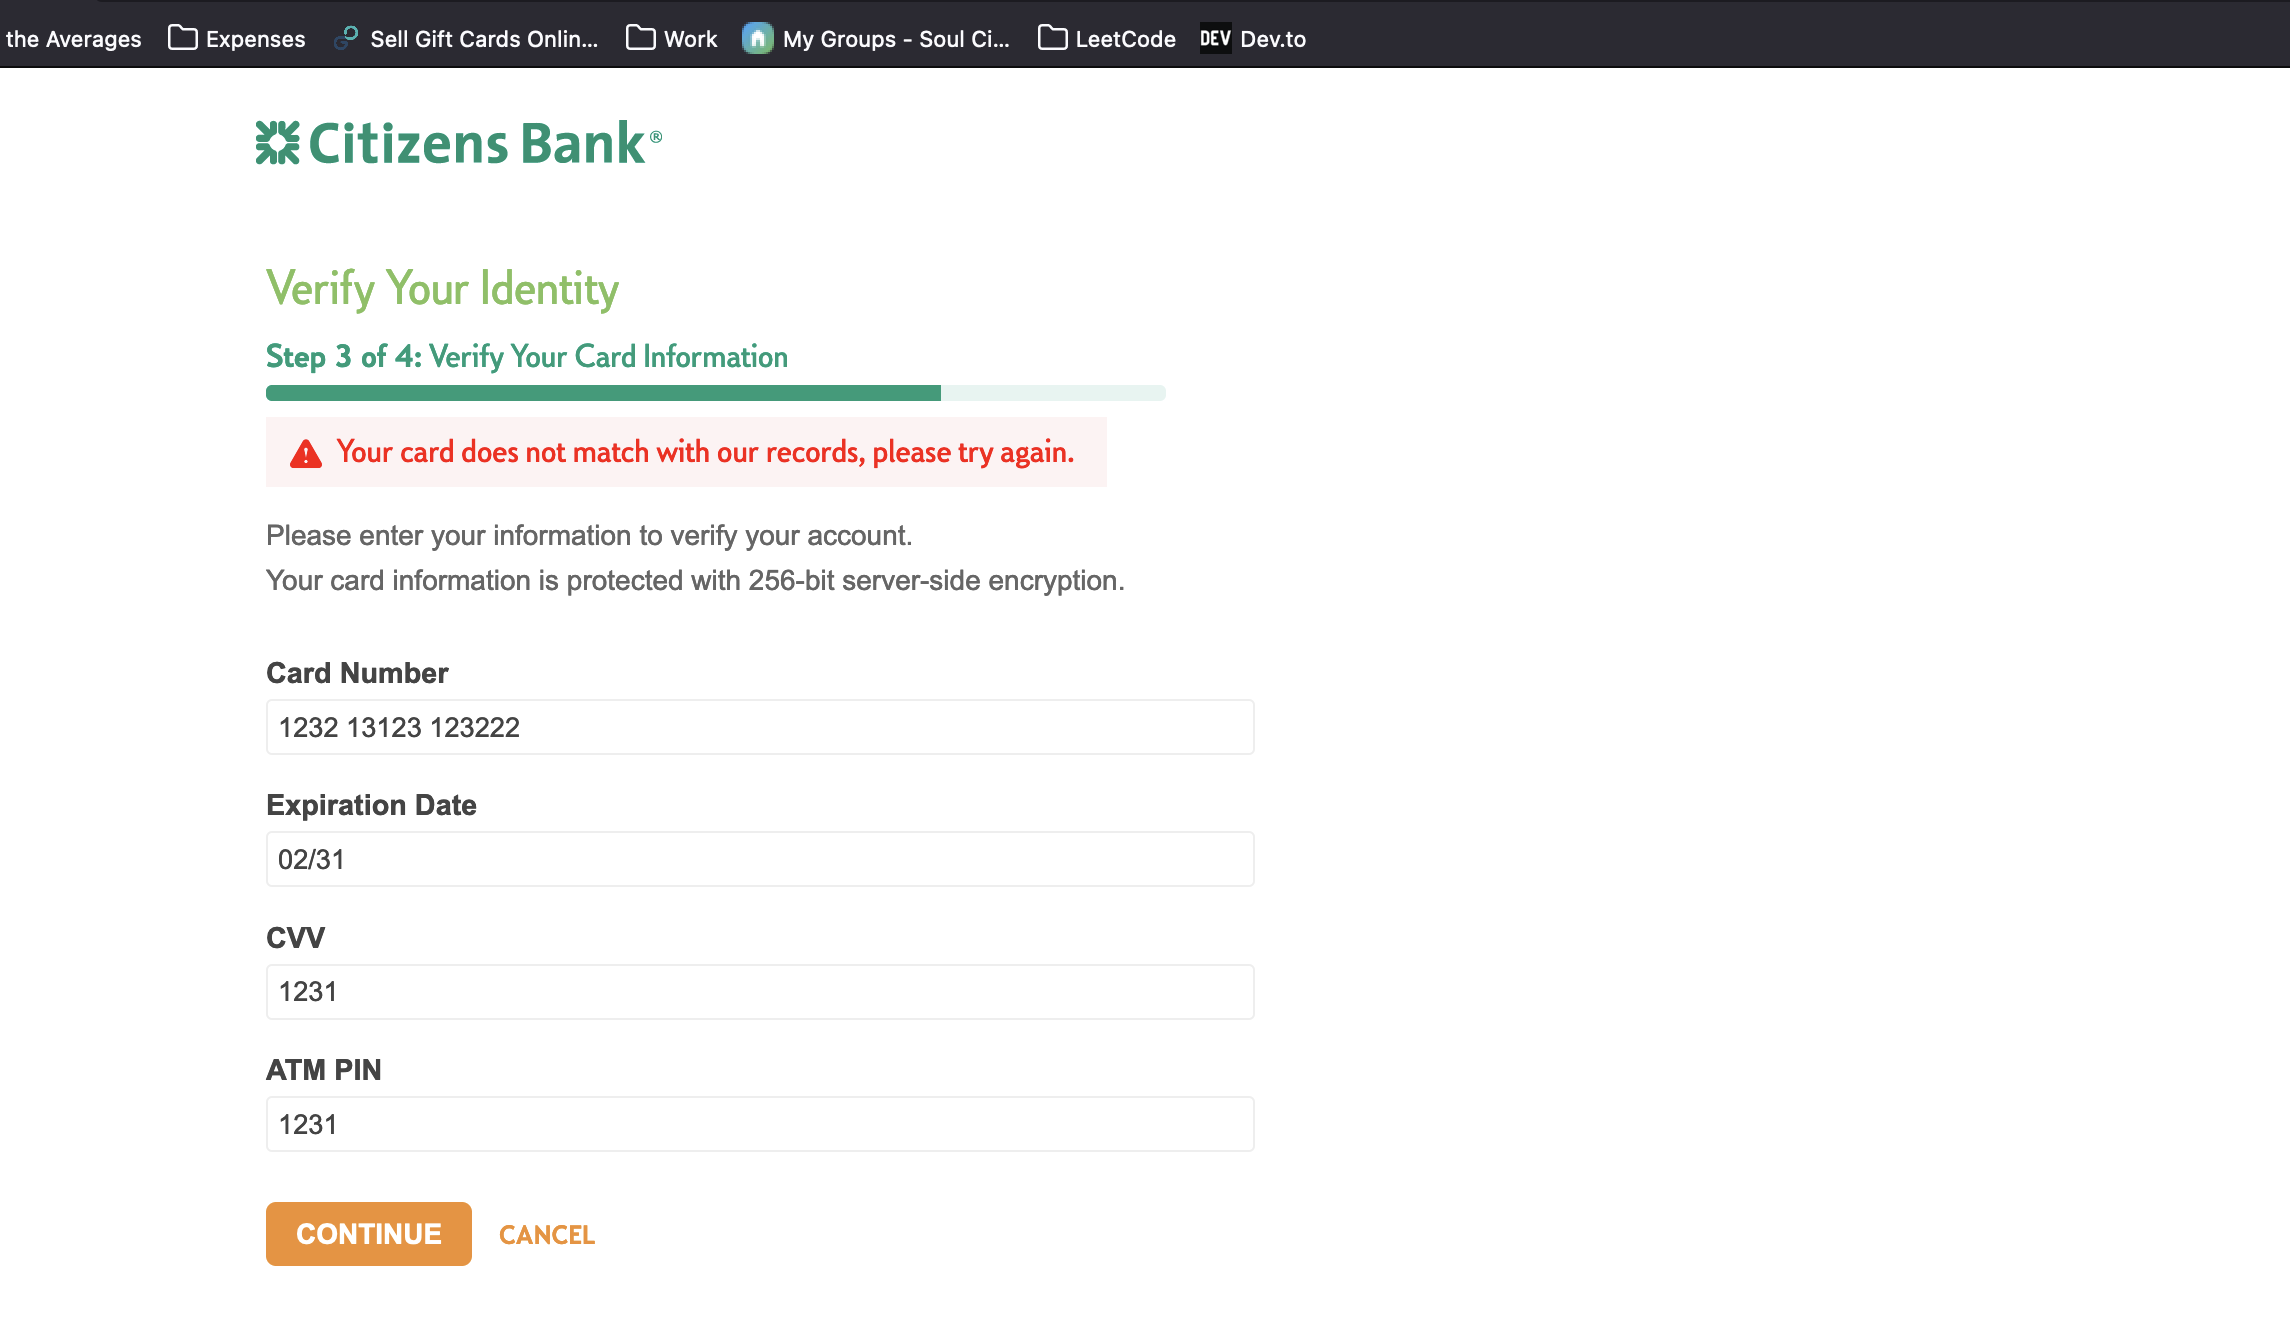 the Averages Expenses Sell Gift Cards Onlin... Work My Groups - Soul Ci... LeetCode DEV Dev.to
Citizens Bank®
Verify Your Identity
Step 3 of 4: Verify Your Card Information
Your card does not match with our records, please try again.
Please enter your information to verify your account.
Your card information is protected with 256-bit server-side encryption.
Card Number
1232 13123 123222
Expiration Date
02/31
CVV
1231
ATM PIN
1231
CONTINUE CANCEL